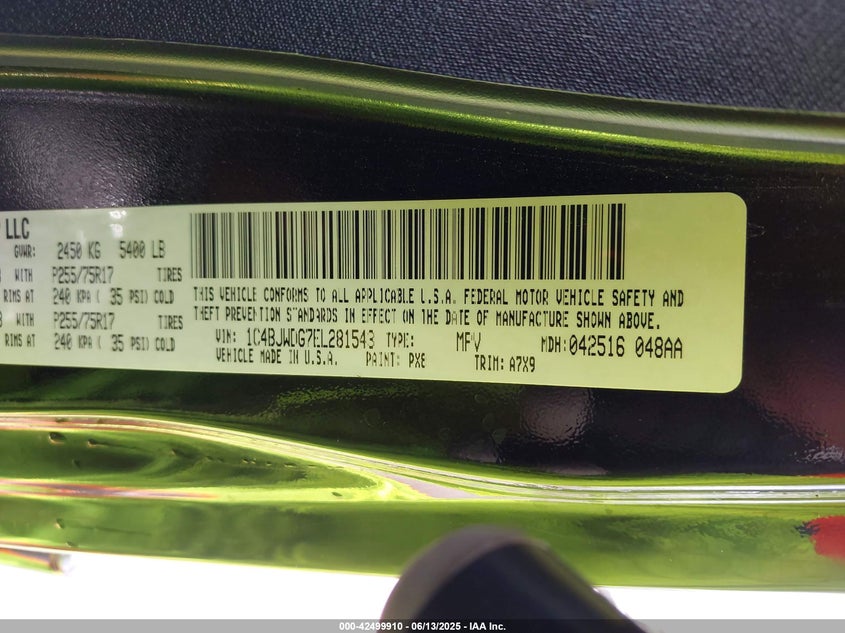 LLC
GVWR: 2450 KG 5400 LB
WITH P255/75R17 TIRES
RIMS AT 240 KPA ( 35 PSI) COLD
WITH P255/75R17 TIRES
RIMS AT 240 KPA ( 35 PSI) COLD
THIS VEHICLE CONFORMS TO ALL APPLICABLE U.S.A. FEDERAL MOTOR VEHICLE SAFETY AND
THEFT PREVENTION STANDARDS IN EFFECT ON THE DATE OF MANUFACTURE SHOWN ABOVE.
VIN: 1C4BJWDG7EL281543 TYPE: MPV MDH: 042516 048AA
VEHICLE MADE IN U.S.A. PAINT: PX8 TRIM: A7X9
000-42499910 - 06/13/2025 - IAA Inc.